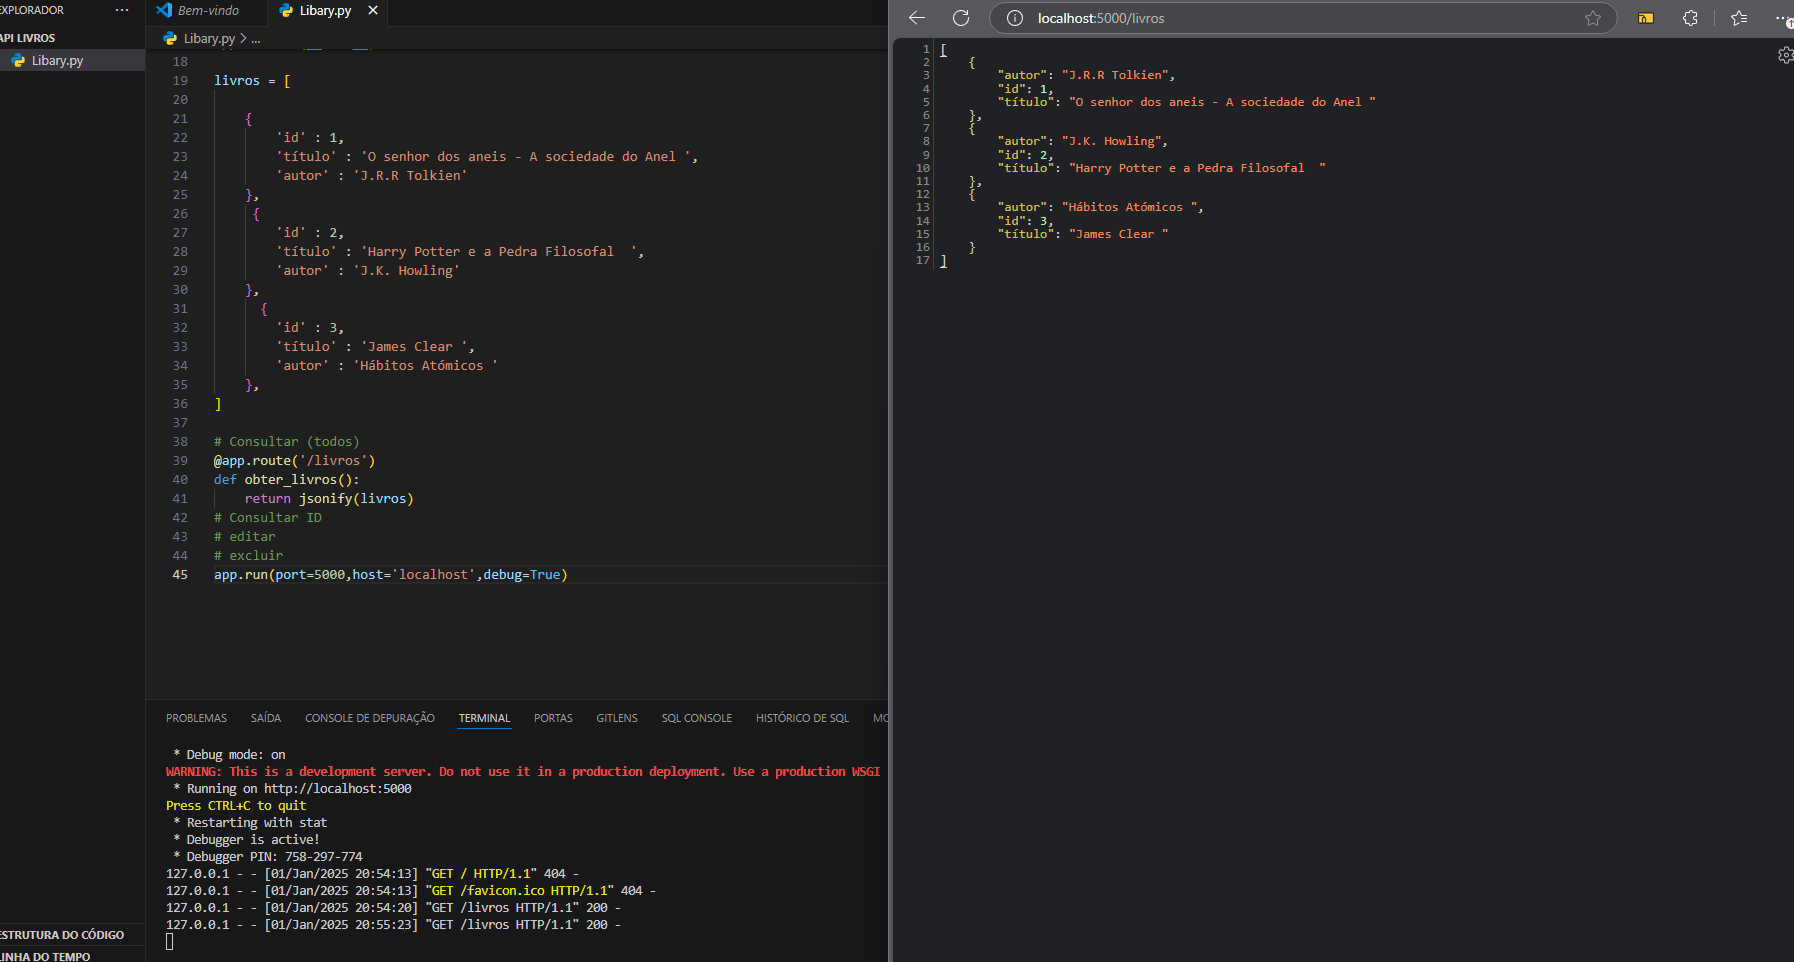 EXPLORADOR
···
Bem-vindo
Libary.py
API LIVROS
Libary.py
Libary.py > ...
18
19 livros = [
20
21 {
22 'id' : 1,
23 'título' : 'O senhor dos aneis - A sociedade do Anel ',
24 'autor' : 'J.R.R Tolkien'
25 },
26 {
27 'id' : 2,
28 'título' : 'Harry Potter e a Pedra Filosofal  ',
29 'autor' : 'J.K. Howling'
30 },
31 {
32 'id' : 3,
33 'título' : 'James Clear ',
34 'autor' : 'Hábitos Atómicos '
35 },
36 ]
37
38 # Consultar (todos)
39 @app.route('/livros')
40 def obter_livros():
41 return jsonify(livros)
42 # Consultar ID
43 # editar
44 # excluir
45 app.run(port=5000,host='localhost',debug=True)
PROBLEMAS SAÍDA CONSOLE DE DEPURAÇÃO TERMINAL PORTAS GITLENS SQL CONSOLE HISTÓRICO DE SQL MO
* Debug mode: on
WARNING: This is a development server. Do not use it in a production deployment. Use a production WSGI
* Running on http://localhost:5000
Press CTRL+C to quit
* Restarting with stat
* Debugger is active!
* Debugger PIN: 758-297-774
127.0.0.1 - - [01/Jan/2025 20:54:13] "GET / HTTP/1.1" 404 -
127.0.0.1 - - [01/Jan/2025 20:54:13] "GET /favicon.ico HTTP/1.1" 404 -
127.0.0.1 - - [01/Jan/2025 20:54:20] "GET /livros HTTP/1.1" 200 -
127.0.0.1 - - [01/Jan/2025 20:55:23] "GET /livros HTTP/1.1" 200 -
ESTRUTURA DO CÓDIGO
LINHA DO TEMPO
localhost:5000/livros
1 [
2 {
3 "autor": "J.R.R Tolkien",
4 "id": 1,
5 "título": "O senhor dos aneis - A sociedade do Anel "
6 },
7 {
8 "autor": "J.K. Howling",
9 "id": 2,
10 "título": "Harry Potter e a Pedra Filosofal  "
11 },
12 {
13 "autor": "Hábitos Atómicos ",
14 "id": 3,
15 "título": "James Clear "
16 }
17 ]